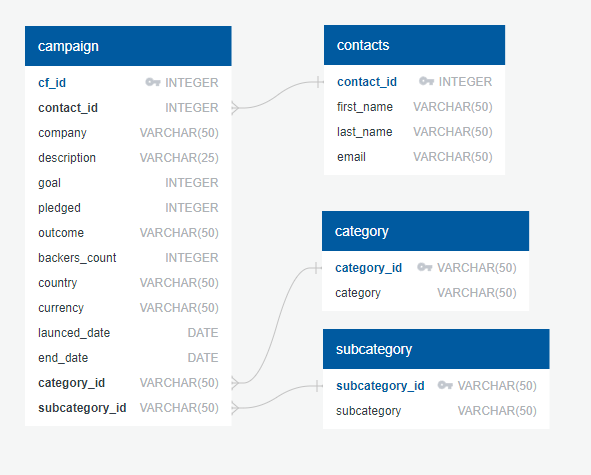 campaign
cf_id INTEGER
contact_id INTEGER
company VARCHAR(50)
description VARCHAR(25)
goal INTEGER
pledged INTEGER
outcome VARCHAR(50)
backers_count INTEGER
country VARCHAR(50)
currency VARCHAR(50)
launced_date DATE
end_date DATE
category_id VARCHAR(50)
subcategory_id VARCHAR(50)
contacts
contact_id INTEGER
first_name VARCHAR(50)
last_name VARCHAR(50)
email VARCHAR(50)
category
category_id VARCHAR(50)
category VARCHAR(50)
subcategory
subcategory_id VARCHAR(50)
subcategory VARCHAR(50)